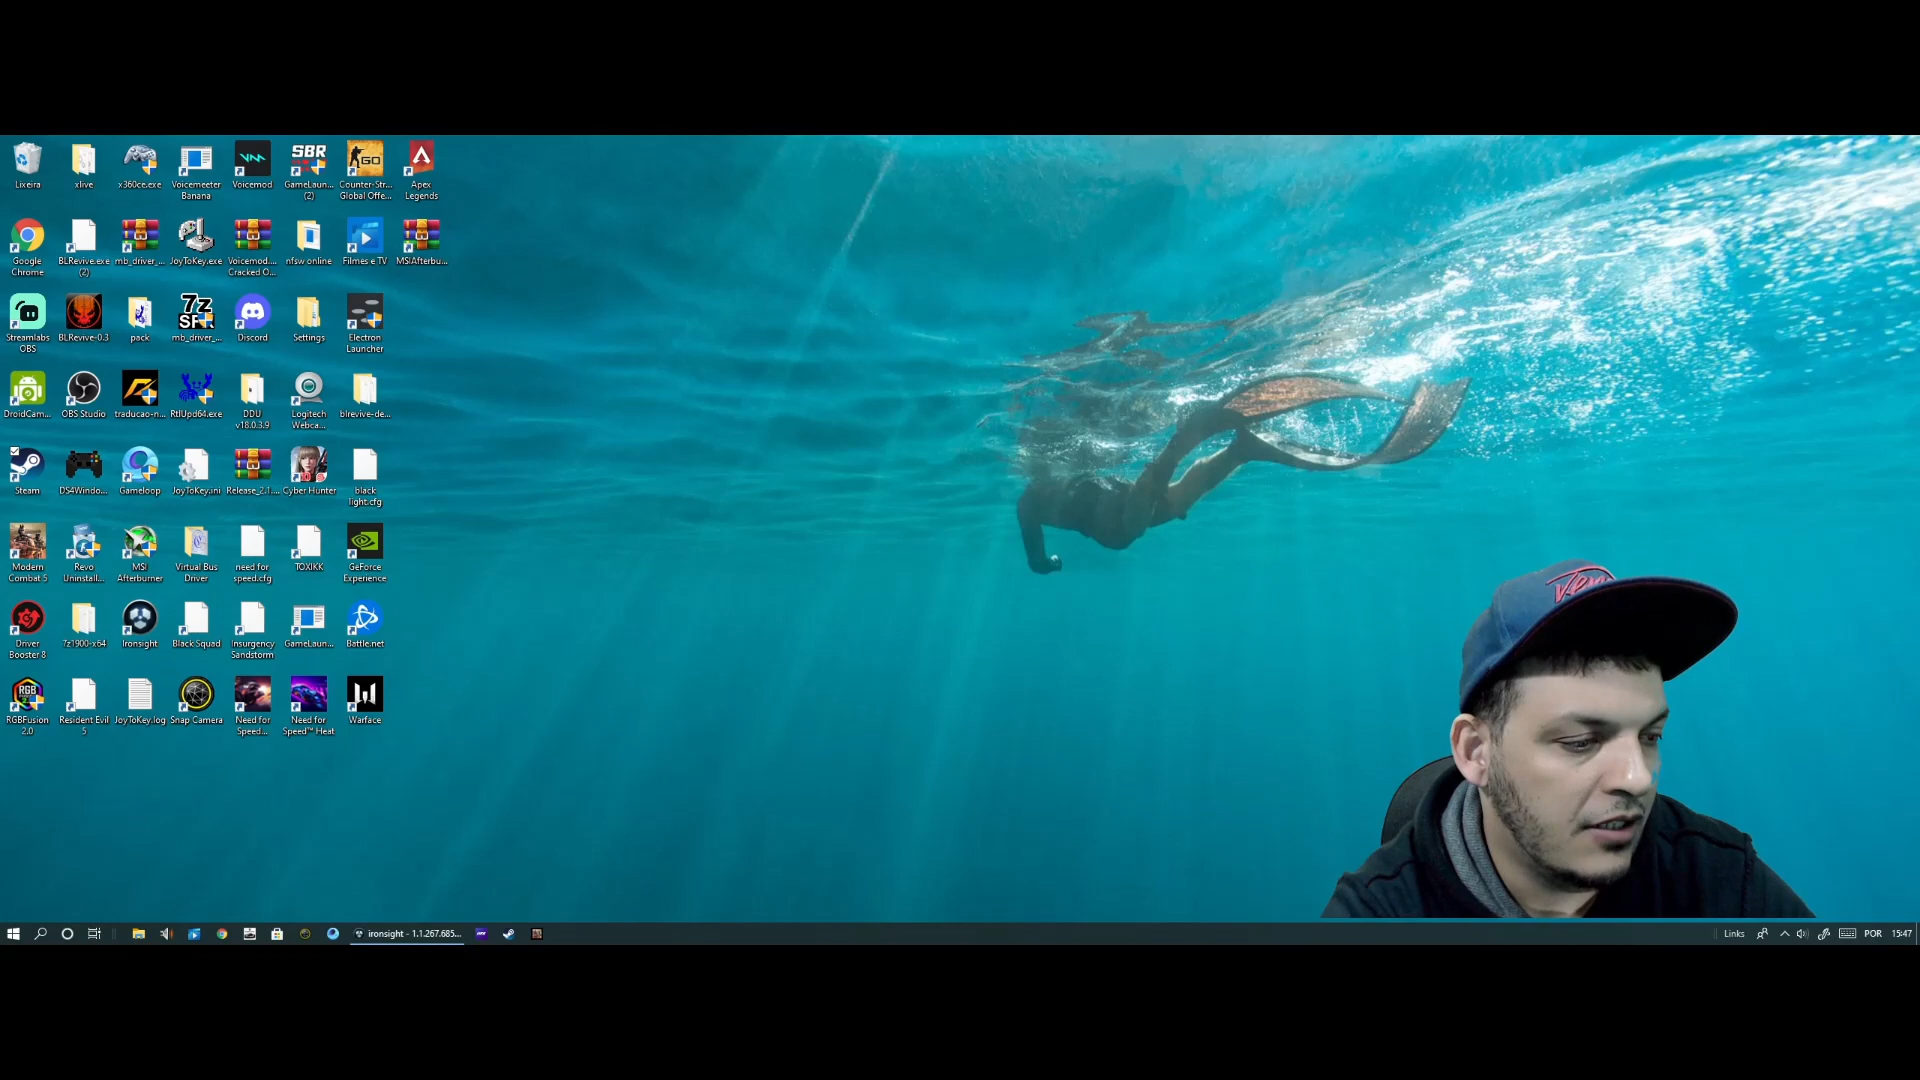 Lixeira
xlive
x360ce.exe
Voicemeeter
Banana
Voicemod
SBR
GameLaun...
(2)
GO
Counter-Str...
Global Offe...
Apex
Legends
Google
Chrome
BLRevive.exe
(2)
mb_driver_...
JoyToKey.exe
Voicemod....
Cracked O...
nfsw online
Filmes e TV
MSIAfterbu...
Streamlabs
OBS
BLRevive-0.3
pack
7z
mb_driver_...
Discord
Settings
Electron
Launcher
DroidCam...
OBS Studio
traducao-n...
RtlUpd64.exe
DDU
v18.0.3.9
Logitech
Webca...
blrevive-de...
Steam
DS4Windo...
Gameloop
JoyToKey.ini
Release_2.1....
Cyber Hunter
black
light.cfg
Modern
Combat 5
Revo
Uninstall...
MSI
Afterburner
Virtual Bus
Driver
need for
speed.cfg
TOXIKK
GeForce
Experience
Driver
Booster 8
7z1900-x64
Ironsight
Black Squad
Insurgency
Sandstorm
GameLaun...
Battle.net
RGB
RGBFusion
2.0
Resident Evil
5
JoyToKey.log
Snap Camera
Need for
Speed...
Need for
Speed™ Heat
Warface
ironsight - 1.1.267.685...
Links
POR
15:47